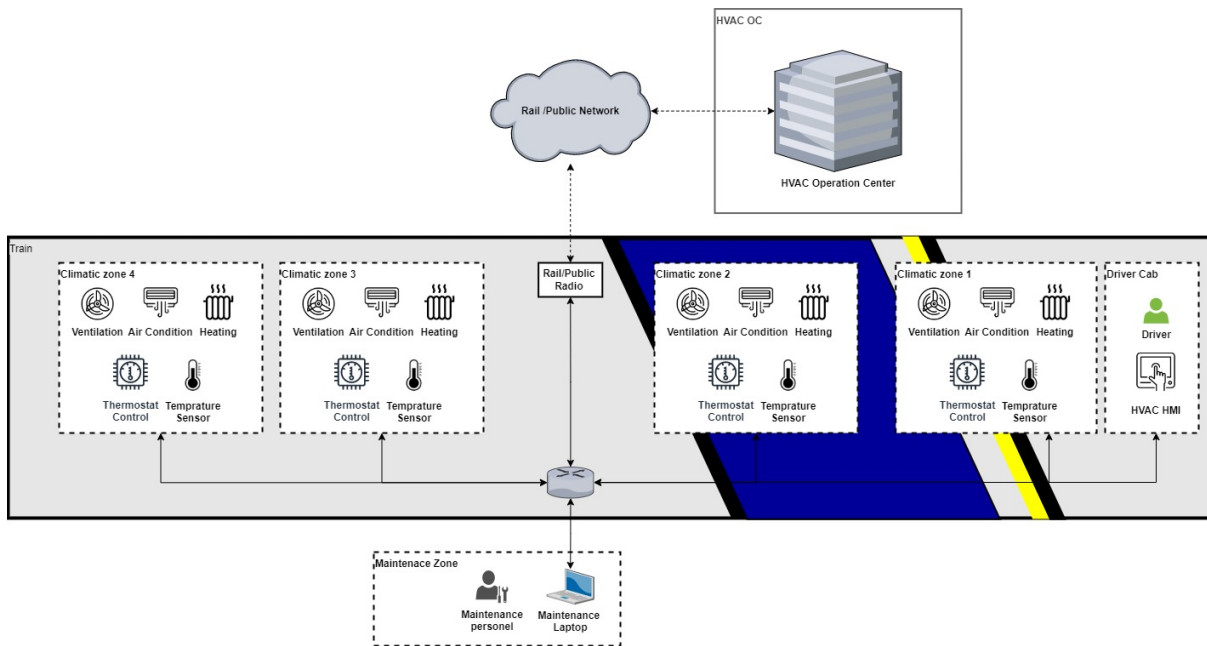 HVAC OC
Rail /Public Network
HVAC Operation Center
Train
Climatic zone 4
Ventilation Air Condition Heating
Thermostat Temprature
Control Sensor
Climatic zone 3
Ventilation Air Condition Heating
Thermostat Temprature
Control Sensor
Rail/Public
Radio
Climatic zone 2
Ventilation Air Condition Heating
Thermostat Temprature
Control Sensor
Climatic zone 1
Ventilation Air Condition Heating
Thermostat Temprature
Control Sensor
Driver Cab
Driver
HVAC HMI
Maintenace Zone
Maintenance
personel
Maintenance
Laptop